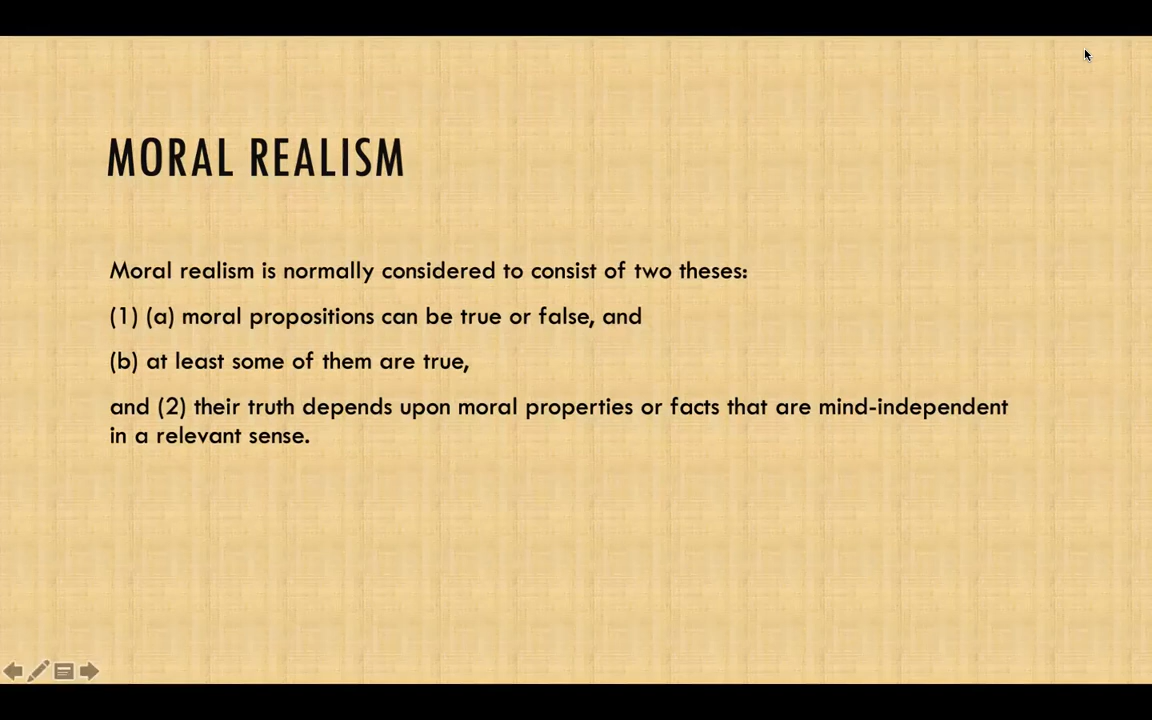 MORAL REALISM
Moral realism is normally considered to consist of two theses:
(1) (a) moral propositions can be true or false, and
(b) at least some of them are true,
and (2) their truth depends upon moral properties or facts that are mind-independent
in a relevant sense.